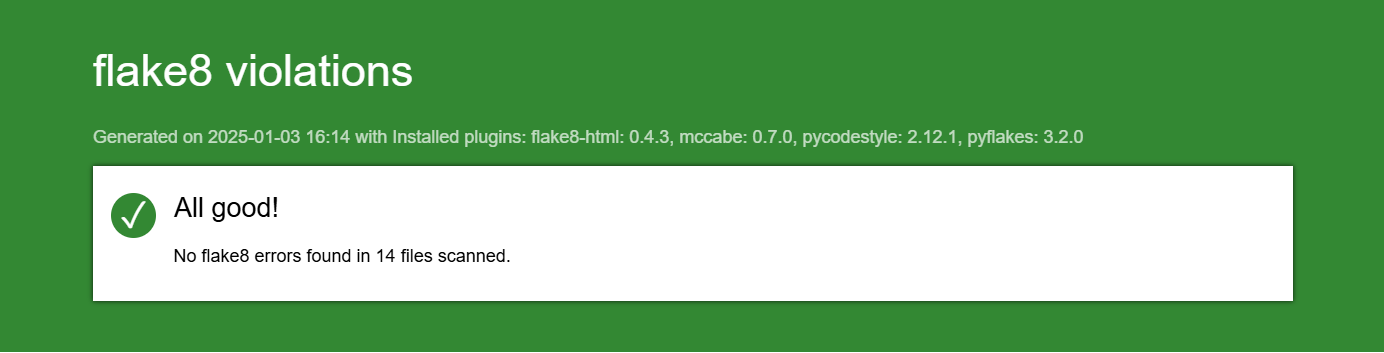 flake8 violations
Generated on 2025-01-03 16:14 with Installed plugins: flake8-html: 0.4.3, mccabe: 0.7.0, pycodestyle: 2.12.1, pyflakes: 3.2.0
All good!
No flake8 errors found in 14 files scanned.